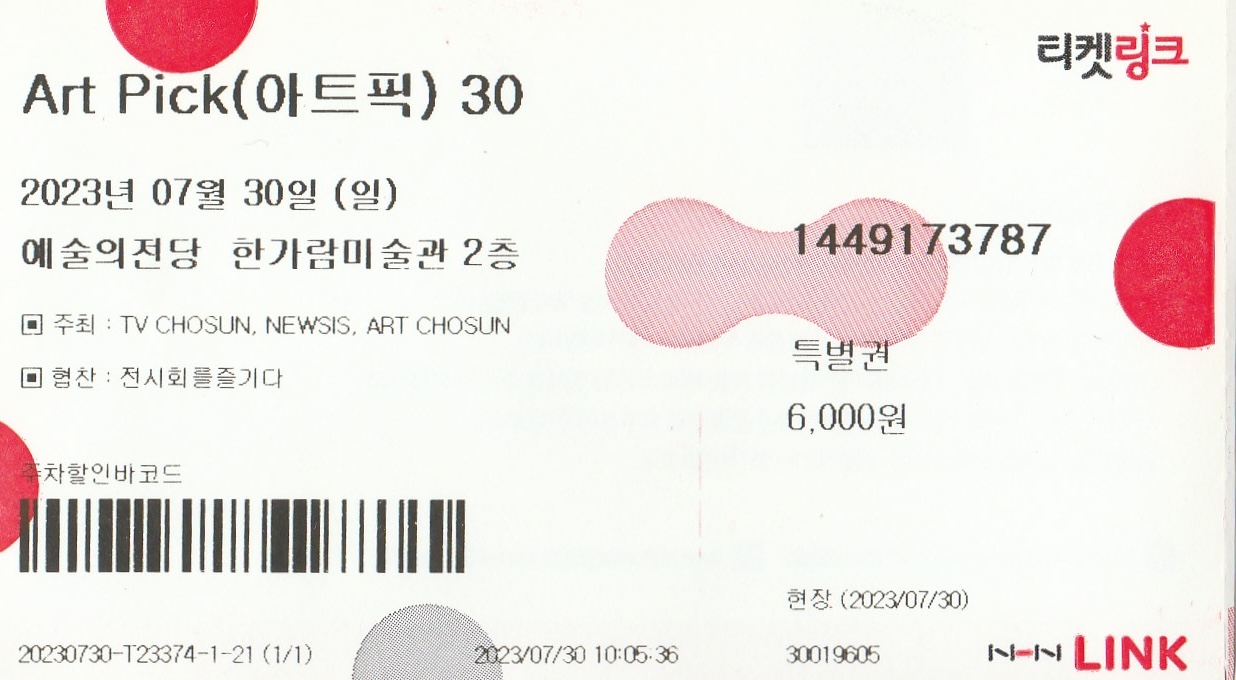 티켓링크
Art Pick(아트픽) 30
2023년 07월 30일 (일)
예술의전당 한가람미술관 2층
1449173787
▣ 주최 : TV CHOSUN, NEWSIS, ART CHOSUN
▣ 협찬 : 전시회를즐기다
특별권
6,000원
주차할인바코드
현장 (2023/07/30)
20230730-T23374-1-21 (1/1)
2023/07/30 10:05:36
30019605
NHN LINK